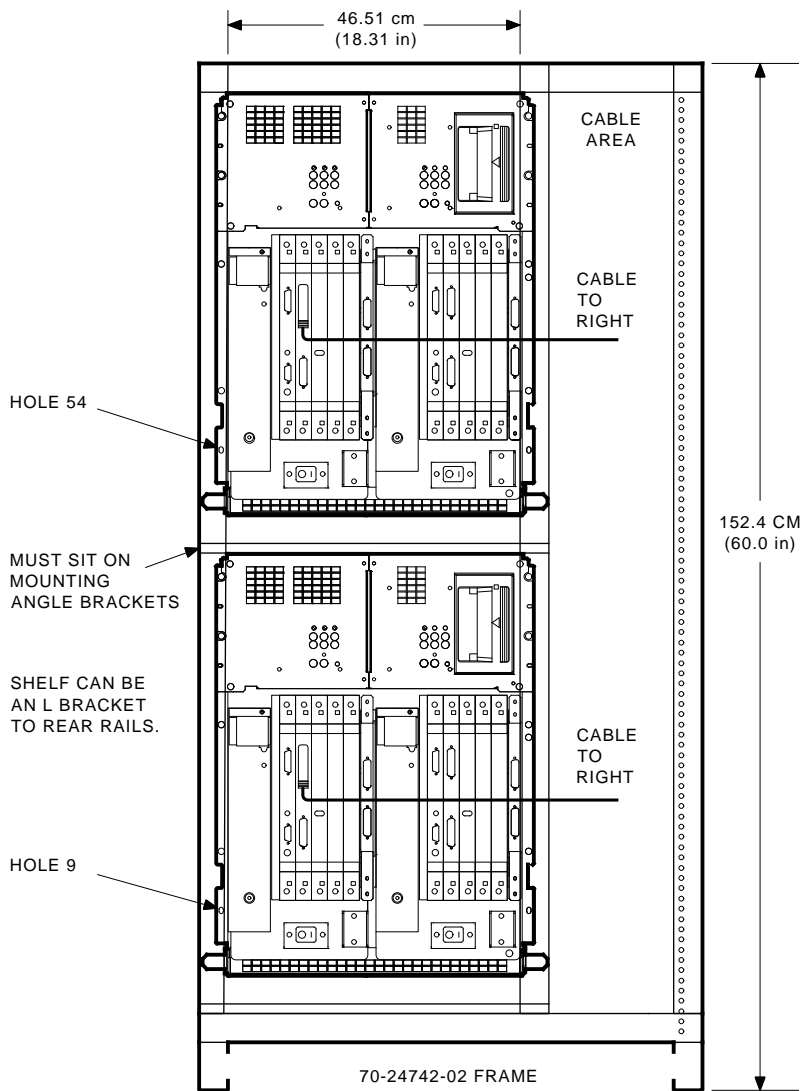 46.51 cm
(18.31 in)
CABLE
AREA
CABLE
TO
RIGHT
HOLE 54
152.4 CM
(60.0 in)
MUST SIT ON
MOUNTING
ANGLE BRACKETS
SHELF CAN BE
AN L BRACKET
TO REAR RAILS.
CABLE
TO
RIGHT
HOLE 9
70-24742-02 FRAME